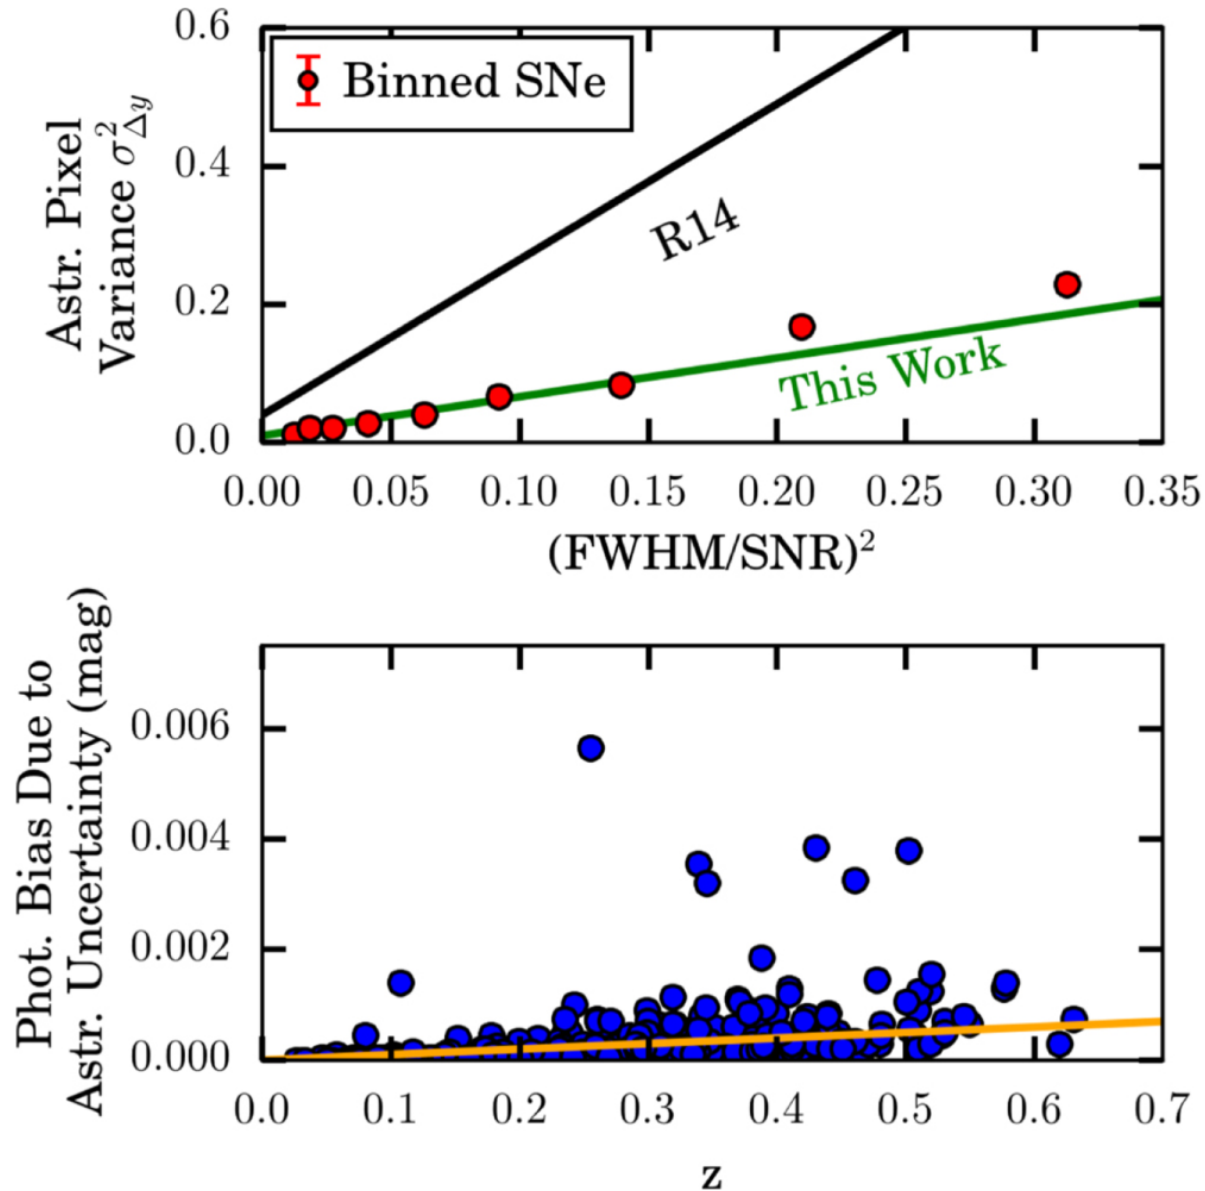 0.6
0.4
0.2
0.0
Astr. Pixel
Variance σ²_Δy
Binned SNe
R14
This Work
0.00 0.05 0.10 0.15 0.20 0.25 0.30 0.35
(FWHM/SNR)²
0.006
0.004
0.002
0.000
Phot. Bias Due to
Astr. Uncertainty (mag)
0.0 0.1 0.2 0.3 0.4 0.5 0.6 0.7
z